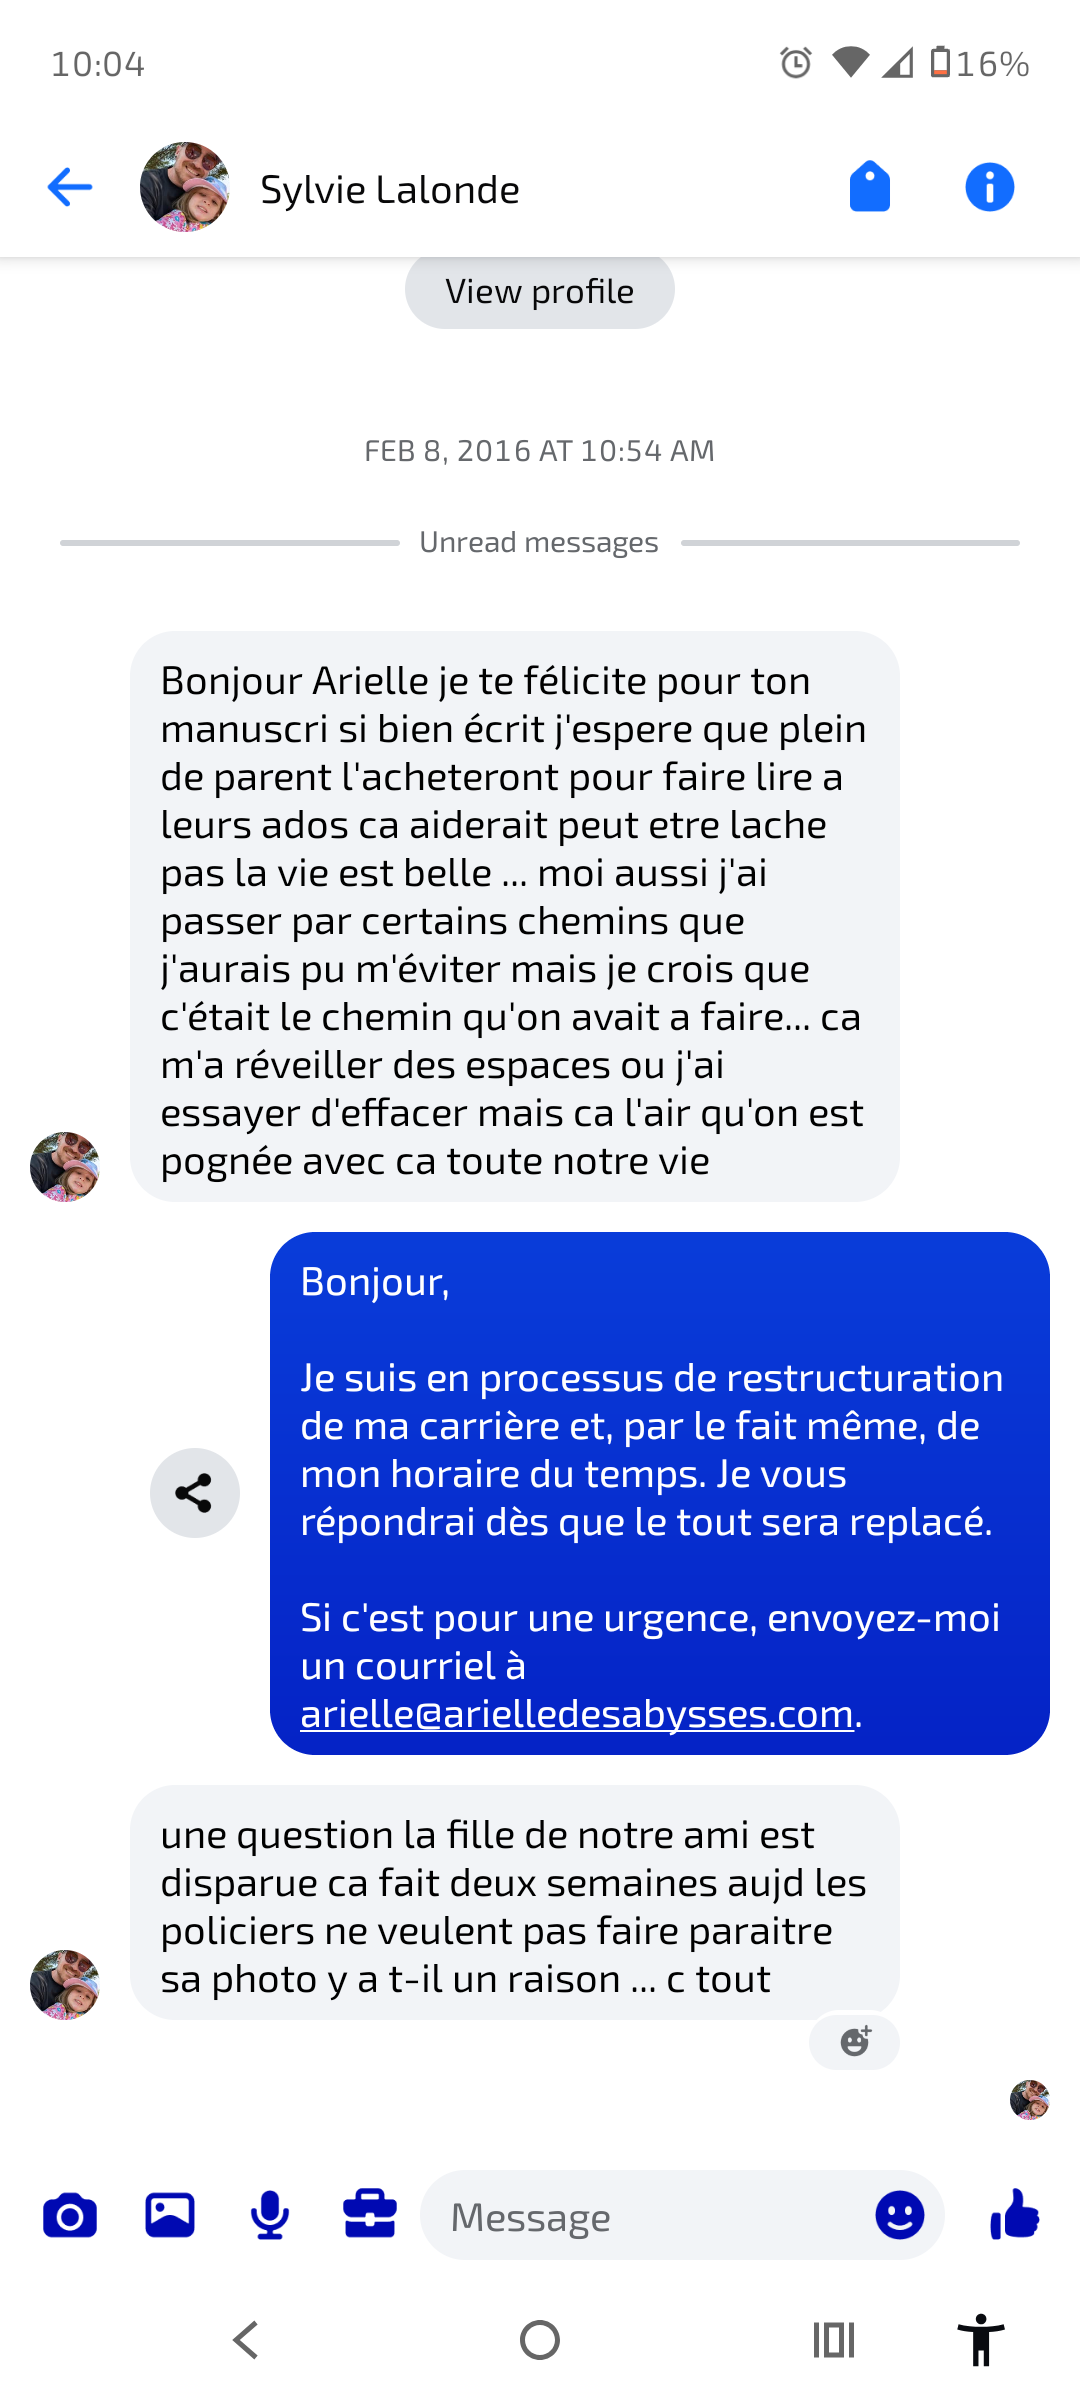 10:04
16%
Sylvie Lalonde
View profile
FEB 8, 2016 AT 10:54 AM
Unread messages
Bonjour Arielle je te félicite pour ton
manuscri si bien écrit j'espere que plein
de parent l'acheteront pour faire lire a
leurs ados ca aiderait peut etre lache
pas la vie est belle ... moi aussi j'ai
passer par certains chemins que
j'aurais pu m'éviter mais je crois que
c'était le chemin qu'on avait a faire... ca
m'a réveiller des espaces ou j'ai
essayer d'effacer mais ca l'air qu'on est
pognée avec ca toute notre vie
Bonjour,
Je suis en processus de restructuration
de ma carrière et, par le fait même, de
mon horaire du temps. Je vous
répondrai dès que le tout sera replacé.
Si c'est pour une urgence, envoyez-moi
un courriel à
arielle@arielledesabysses.com.
une question la fille de notre ami est
disparue ca fait deux semaines aujd les
policiers ne veulent pas faire paraitre
sa photo y a t-il un raison ... c tout
Message